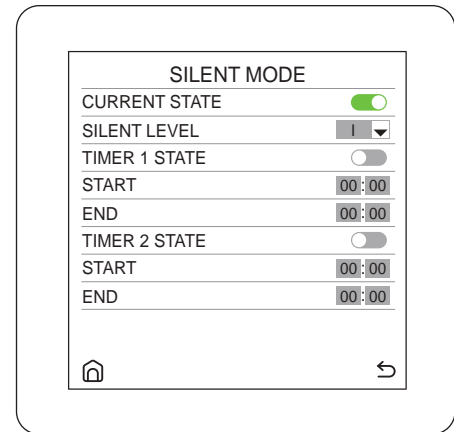 SILENT MODE
CURRENT STATE
SILENT LEVEL I
TIMER 1 STATE
START 00:00
END 00:00
TIMER 2 STATE
START 00:00
END 00:00